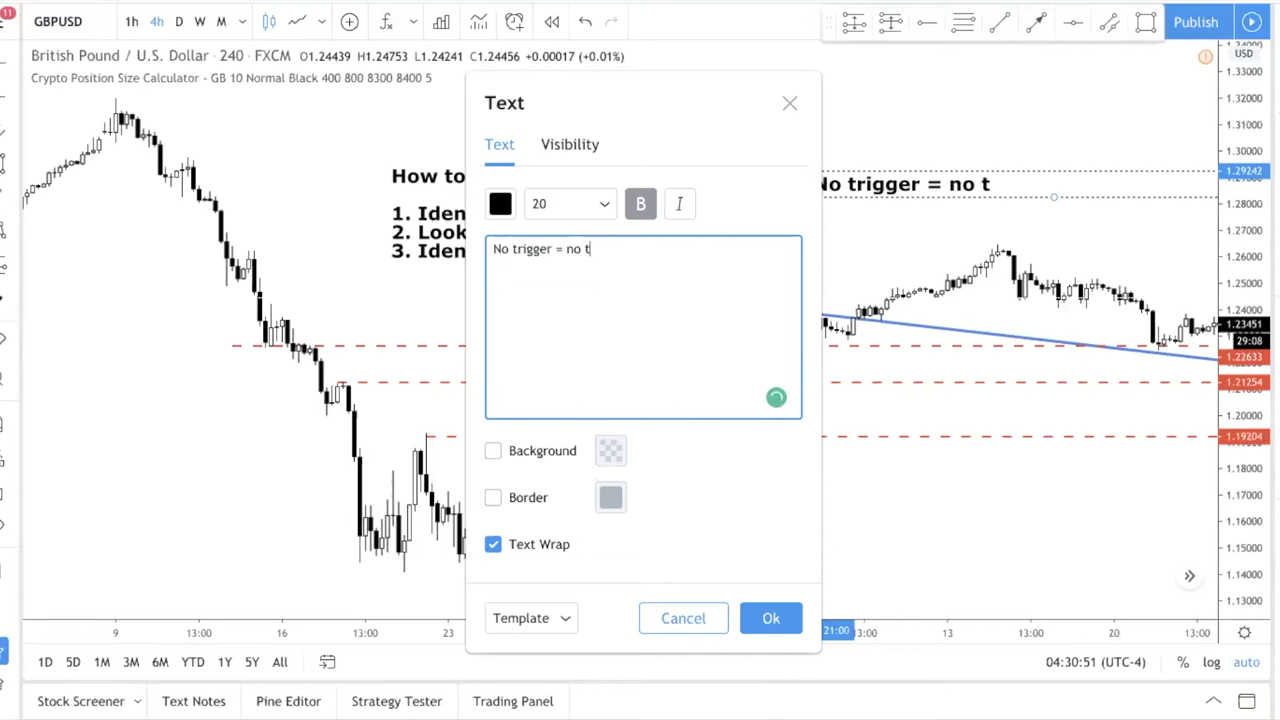 11
GBPUSD
1h 4h D W M
Publish
British Pound / U.S. Dollar · 240 · FXCM O1.24439 H1.24753 L1.24241 C1.24456 +0.00017 (+0.01%)
Crypto Position Size Calculator - GB 10 Normal Black 400 800 8300 8400 5
USD
1.33000
1.32000
1.31000
1.30000
1.29242
1.28000
1.27000
1.26000
1.25000
1.24000
1.23451
29:08
1.22633
1.21254
1.20000
1.19204
1.18000
1.17000
1.16000
1.15000
1.14000
1.13000
How to
1. Iden
2. Look
3. Iden
No trigger = no t
Text
Text Visibility
20 B I
No trigger = no t
Background
Border
Text Wrap
Template Cancel Ok
9 13:00 16 13:00 23 21:00 13:00 13 13:00 20 13:00
1D 5D 1M 3M 6M YTD 1Y 5Y All 04:30:51 (UTC-4) % log auto
Stock Screener Text Notes Pine Editor Strategy Tester Trading Panel